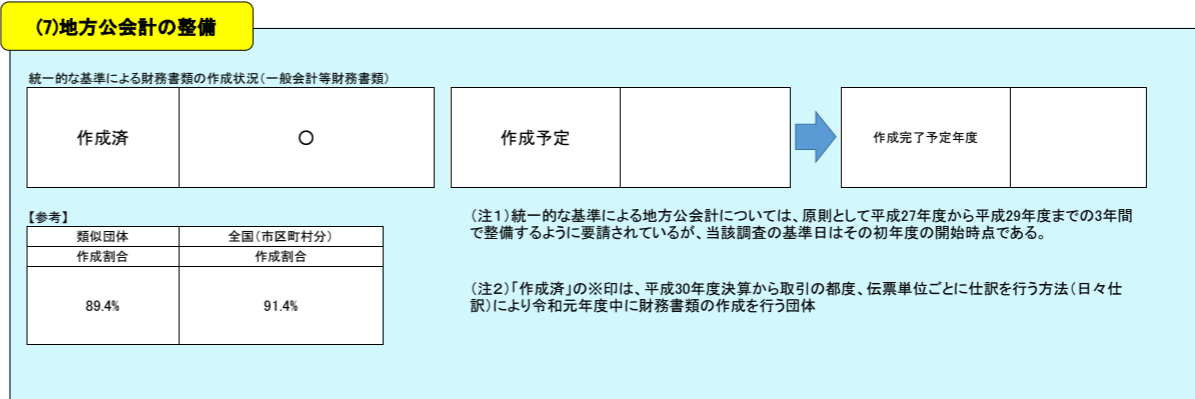 (7)地方公会計の整備
統一的な基準による財務書類の作成状況(一般会計等財務書類)
作成済 〇 作成予定 作成完了予定年度
【参考】
類似団体 全国(市区町村分)
作成割合 作成割合
89.4% 91.4%
(注1)統一的な基準による地方公会計については、原則として平成27年度から平成29年度までの3年間
で整備するように要請されているが、当該調査の基準日はその初年度の開始時点である。
(注2)「作成済」の※印は、平成30年度決算から取引の都度、伝票単位ごとに仕訳を行う方法(日々仕
訳)により令和元年度中に財務書類の作成を行う団体